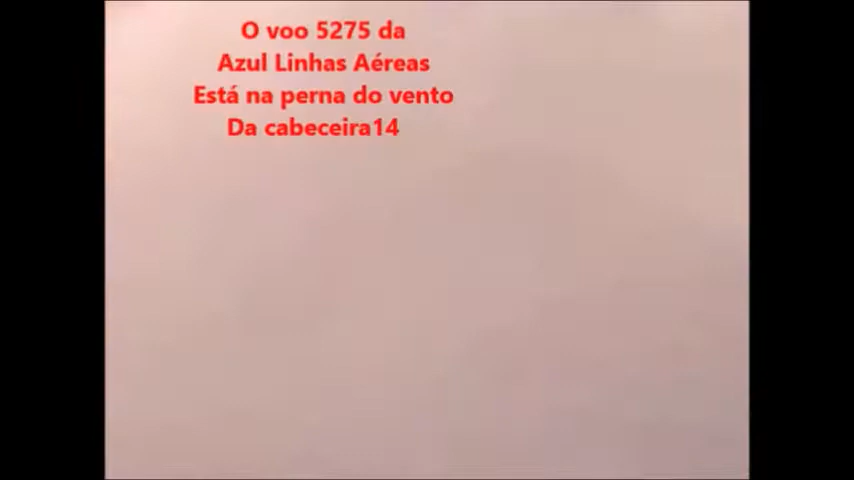 O voo 5275 da
Azul Linhas Aéreas
Está na perna do vento
Da cabeceira14